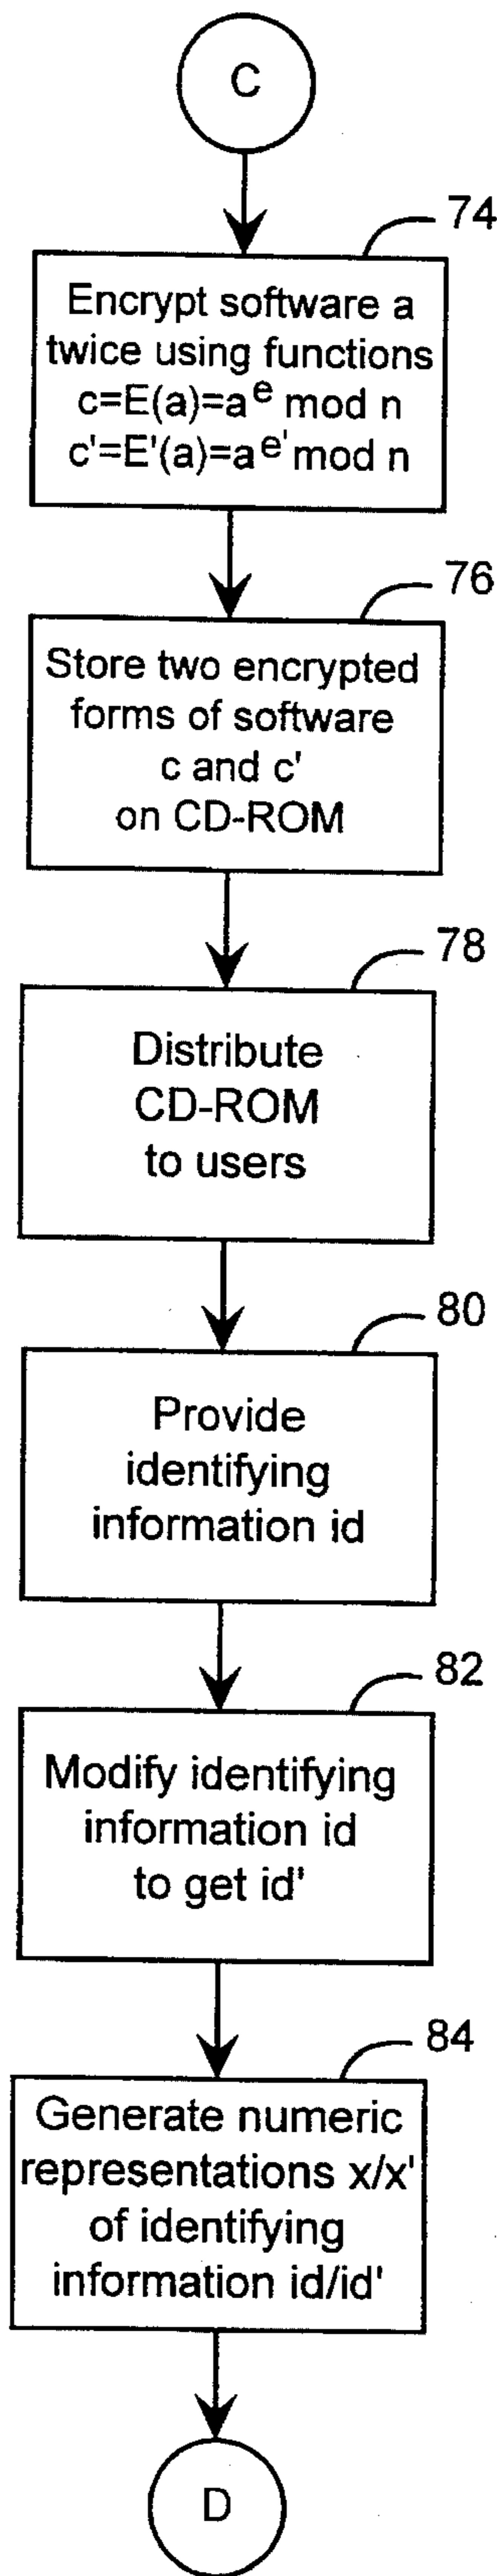 C
74
Encrypt software a
twice using functions
c=E(a)=a^e mod n
c'=E'(a)=a^e' mod n
76
Store two encrypted
forms of software
c and c'
on CD-ROM
78
Distribute
CD-ROM
to users
80
Provide
identifying
information id
82
Modify identifying
information id
to get id'
84
Generate numeric
representations x/x'
of identifying
information id/id'
D